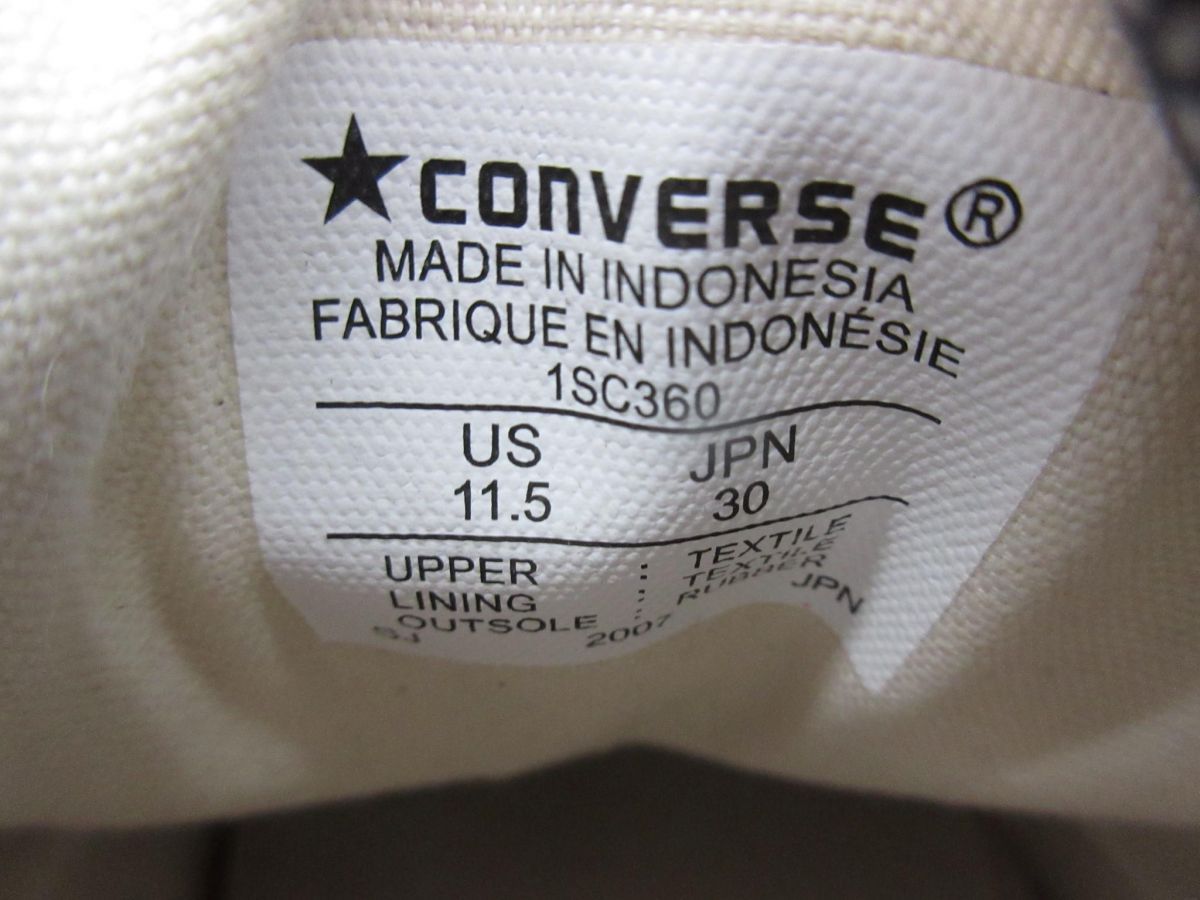 ★CONVERSE®
MADE IN INDONESIA
FABRIQUE EN INDONÉSIE
1SC360
US JPN
11.5 30
UPPER : TEXTILE
LINING : TEXTILE
OUTSOLE : RUBBER
2007 JPN